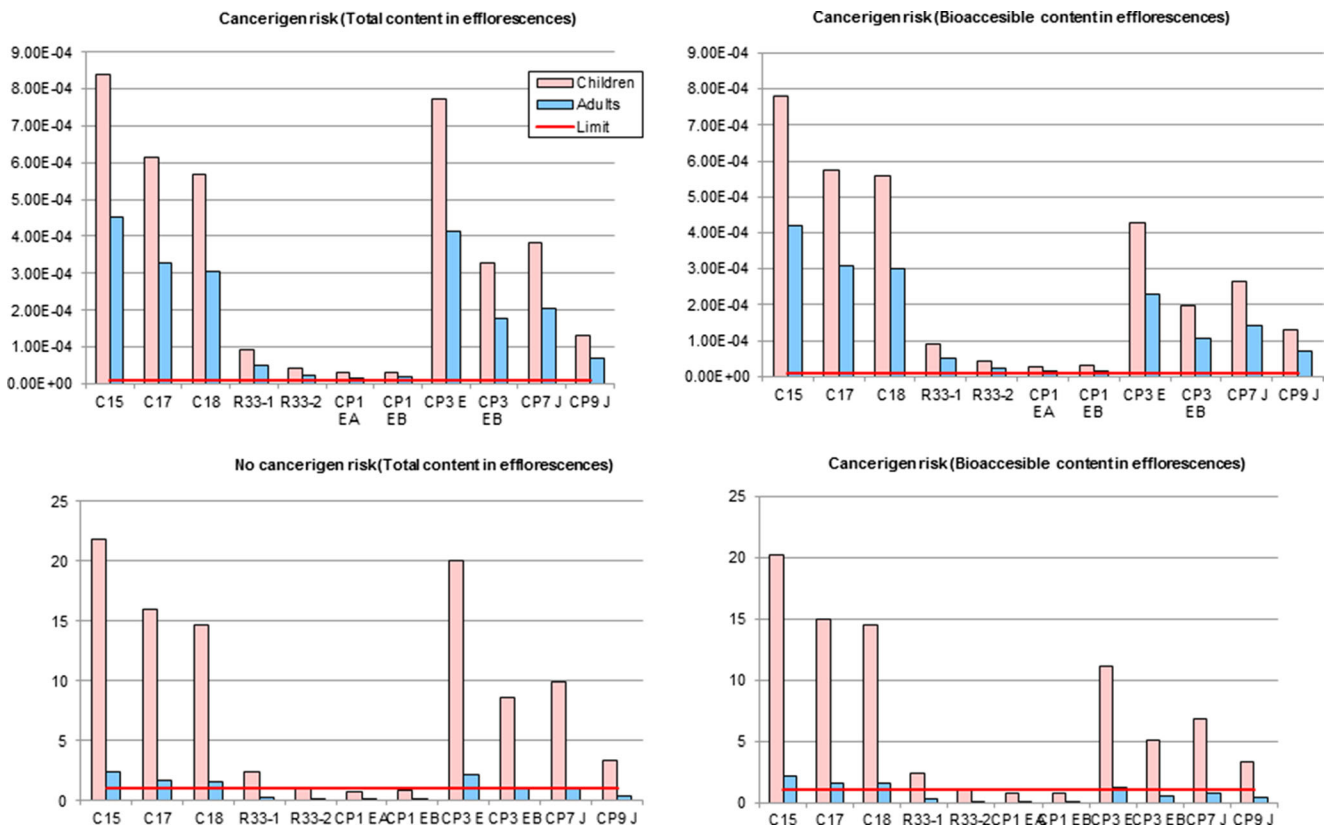 Cancerigen risk (Total content in efflorescences)
9.00E-04
8.00E-04
7.00E-04
6.00E-04
5.00E-04
4.00E-04
3.00E-04
2.00E-04
1.00E-04
0.00E+00
Children
Adults
Limit
C15 C17 C18 R33-1 R33-2 CP1 EA CP1 EB CP3 E CP3 EB CP7 J CP9 J
Cancerigen risk (Bioaccesible content in efflorescences)
9.00E-04
8.00E-04
7.00E-04
6.00E-04
5.00E-04
4.00E-04
3.00E-04
2.00E-04
1.00E-04
0.00E+00
C15 C17 C18 R33-1 R33-2 CP1 EA CP1 EB CP3 E CP3 EB CP7 J CP9 J
No cancerigen risk (Total content in efflorescences)
25
20
15
10
5
0
C15 C17 C18 R33-1 R33-2 CP1 EA CP1 EB CP3 E CP3 EB CP7 J CP9 J
Cancerigen risk (Bioaccesible content in efflorescences)
25
20
15
10
5
0
C15 C17 C18 R33-1 R33-2 CP1 EA CP1 EB CP3 E CP3 EB CP7 J CP9 J